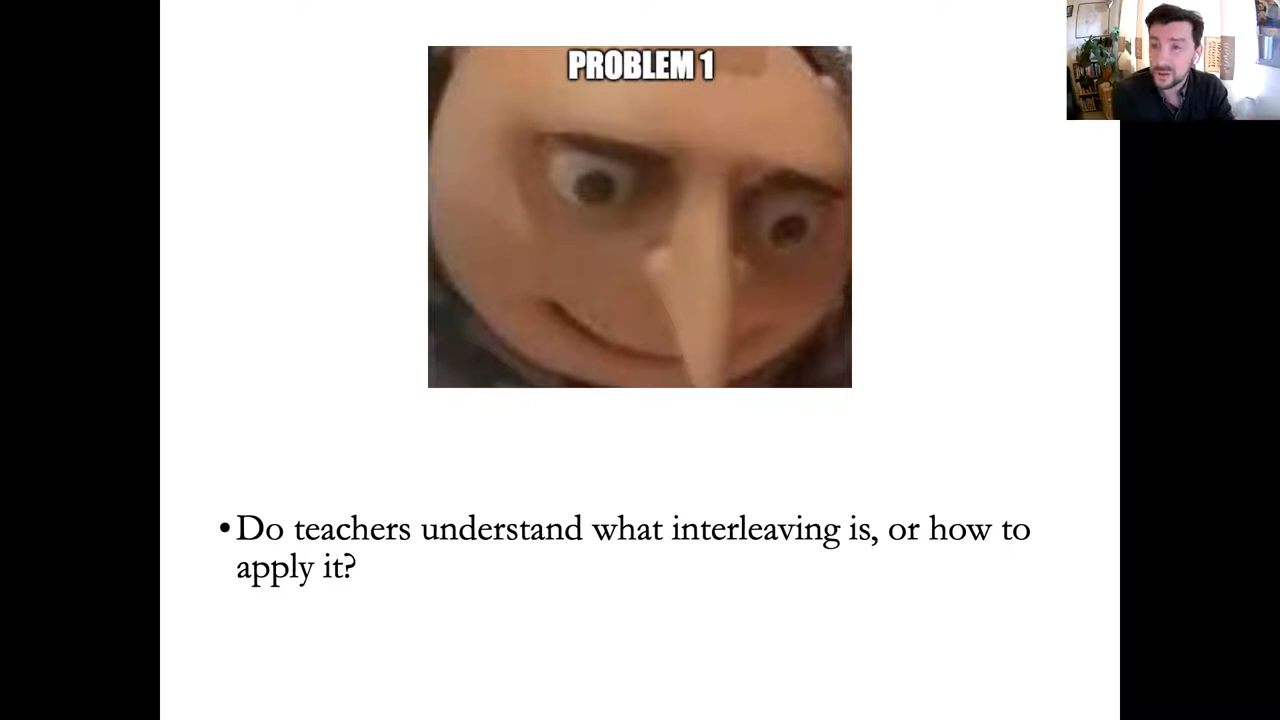 PROBLEM 1
•Do teachers understand what interleaving is, or how to
apply it?